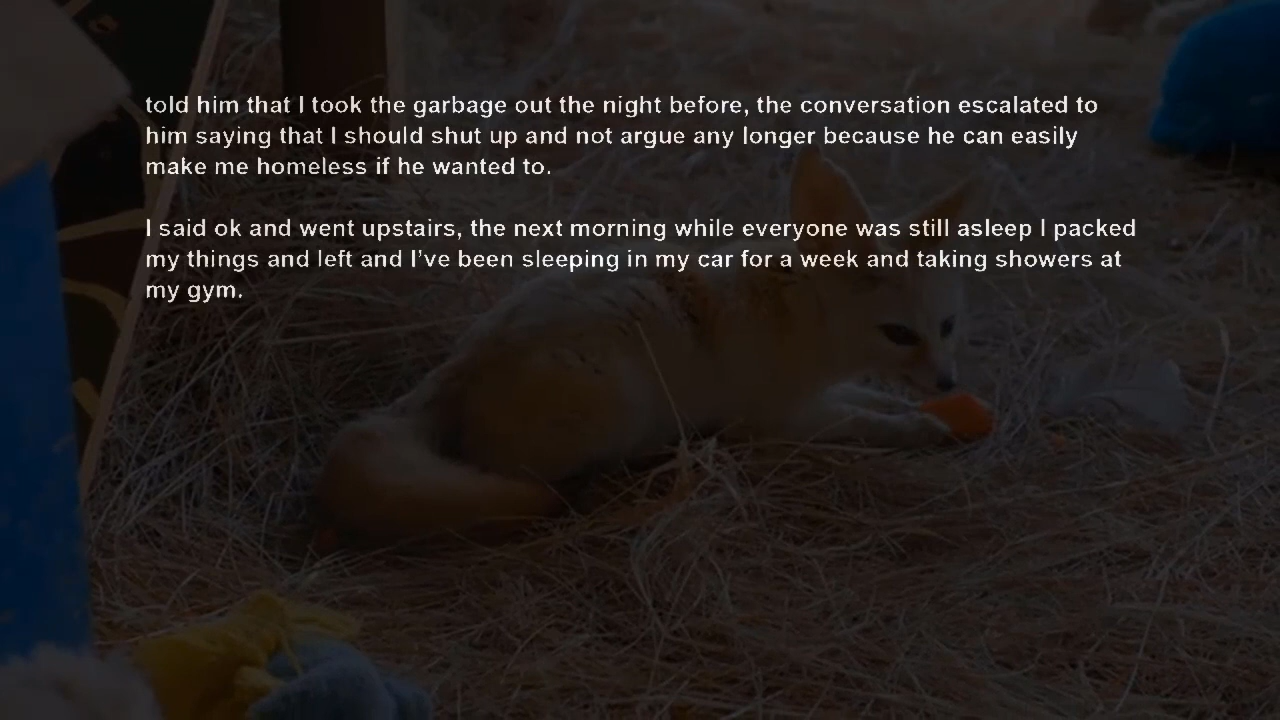 told him that I took the garbage out the night before, the conversation escalated to
him saying that I should shut up and not argue any longer because he can easily
make me homeless if he wanted to.
I said ok and went upstairs, the next morning while everyone was still asleep I packed
my things and left and I've been sleeping in my car for a week and taking showers at
my gym.